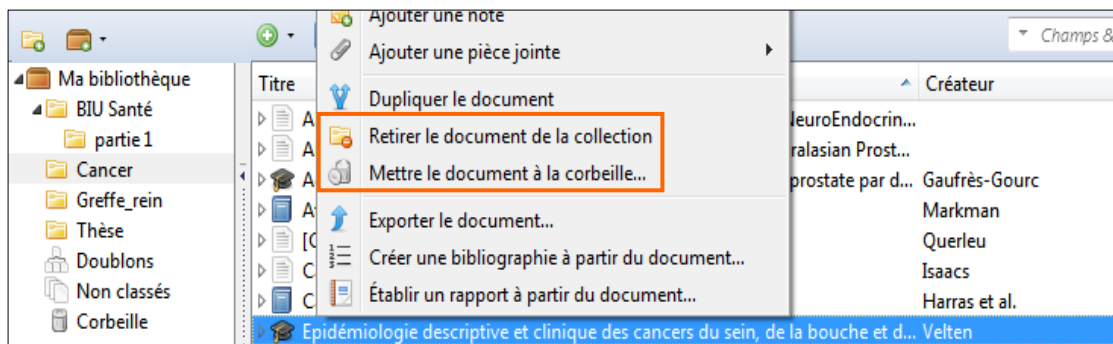 Ajouter une note
Champs &
Ajouter une pièce jointe
Ma bibliothèque
Titre
Créateur
BIU Santé
Dupliquer le document
A
NeuroEndocrin...
partie 1
Retirer le document de la collection
A
ralasian Prost...
Cancer
Mettre le document à la corbeille...
A
prostate par d... Gaufrès-Gourc
Greffe_rein
A
Markman
Thèse
Exporter le document...
[C
Querleu
Doublons
Créer une bibliographie à partir du document...
C
Isaacs
Non classés
Établir un rapport à partir du document...
C
Harras et al.
Corbeille
Epidémiologie descriptive et clinique des cancers du sein, de la bouche et d... Velten